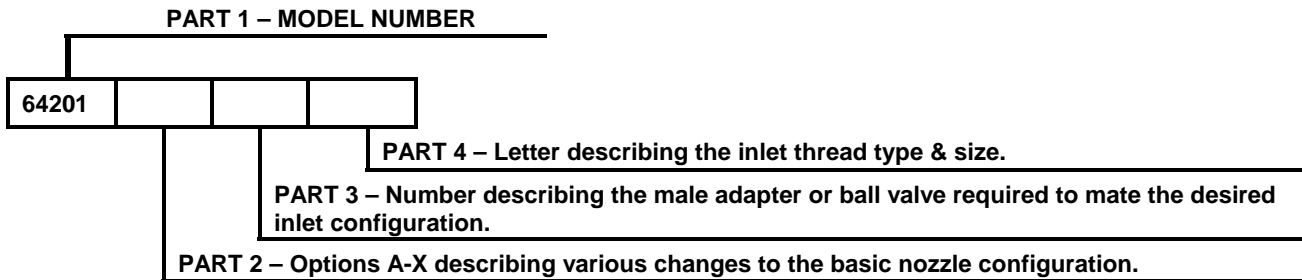 PART 1 – MODEL NUMBER
64201
PART 4 – Letter describing the inlet thread type & size.
PART 3 – Number describing the male adapter or ball valve required to mate the desired
inlet configuration.
PART 2 – Options A-X describing various changes to the basic nozzle configuration.